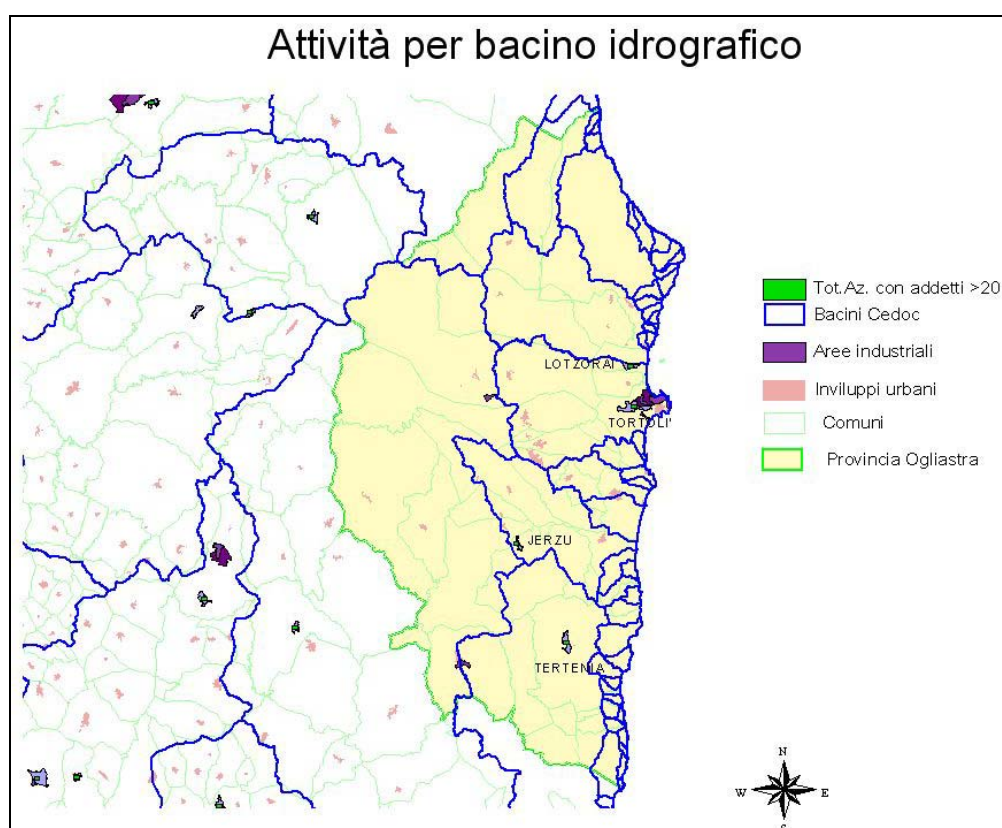 Attività per bacino idrografico
LOTZORAI
TORTOLI'
JERZU
TERTENIA
Tot.Az. con addetti >20
Bacini Cedoc
Aree industriali
Inviluppi urbani
Comuni
Provincia Ogliastra
N
W
E
S